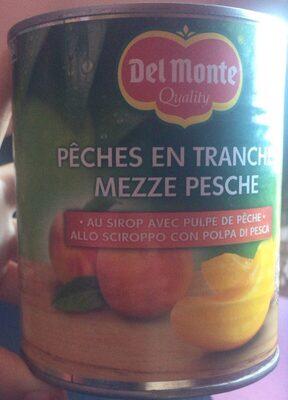 Del Monte
Quality
PÊCHES EN TRANCHE
MEZZE PESCHE
• AU SIROP AVEC PULPE DE PÊCHE •
ALLO SCIROPPO CON POLPA DI PESCA